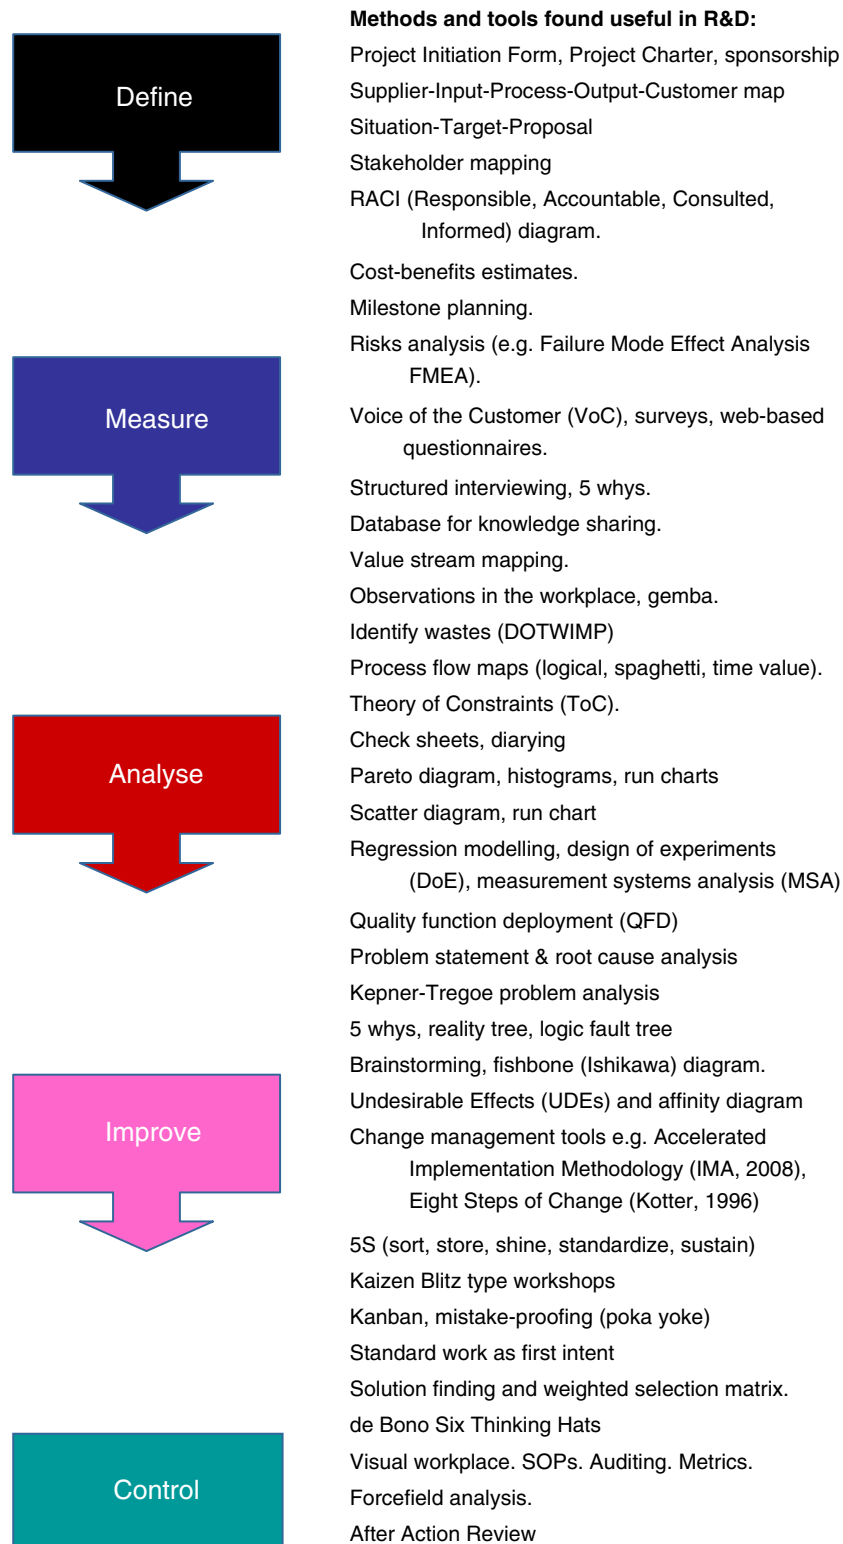 Methods and tools found useful in R&D:
Project Initiation Form, Project Charter, sponsorship
Define
Supplier-Input-Process-Output-Customer map
Situation-Target-Proposal
Stakeholder mapping
RACI (Responsible, Accountable, Consulted,
Informed) diagram.
Cost-benefits estimates.
Milestone planning.
Risks analysis (e.g. Failure Mode Effect Analysis
FMEA).
Measure
Voice of the Customer (VoC), surveys, web-based
questionnaires.
Structured interviewing, 5 whys.
Database for knowledge sharing.
Value stream mapping.
Observations in the workplace, gemba.
Identify wastes (DOTWIMP)
Process flow maps (logical, spaghetti, time value).
Theory of Constraints (ToC).
Check sheets, diarying
Analyse
Pareto diagram, histograms, run charts
Scatter diagram, run chart
Regression modelling, design of experiments
(DoE), measurement systems analysis (MSA)
Quality function deployment (QFD)
Problem statement & root cause analysis
Kepner-Tregoe problem analysis
5 whys, reality tree, logic fault tree
Brainstorming, fishbone (Ishikawa) diagram.
Undesirable Effects (UDEs) and affinity diagram
Improve
Change management tools e.g. Accelerated
Implementation Methodology (IMA, 2008),
Eight Steps of Change (Kotter, 1996)
5S (sort, store, shine, standardize, sustain)
Kaizen Blitz type workshops
Kanban, mistake-proofing (poka yoke)
Standard work as first intent
Solution finding and weighted selection matrix.
de Bono Six Thinking Hats
Visual workplace. SOPs. Auditing. Metrics.
Control
Forcefield analysis.
After Action Review